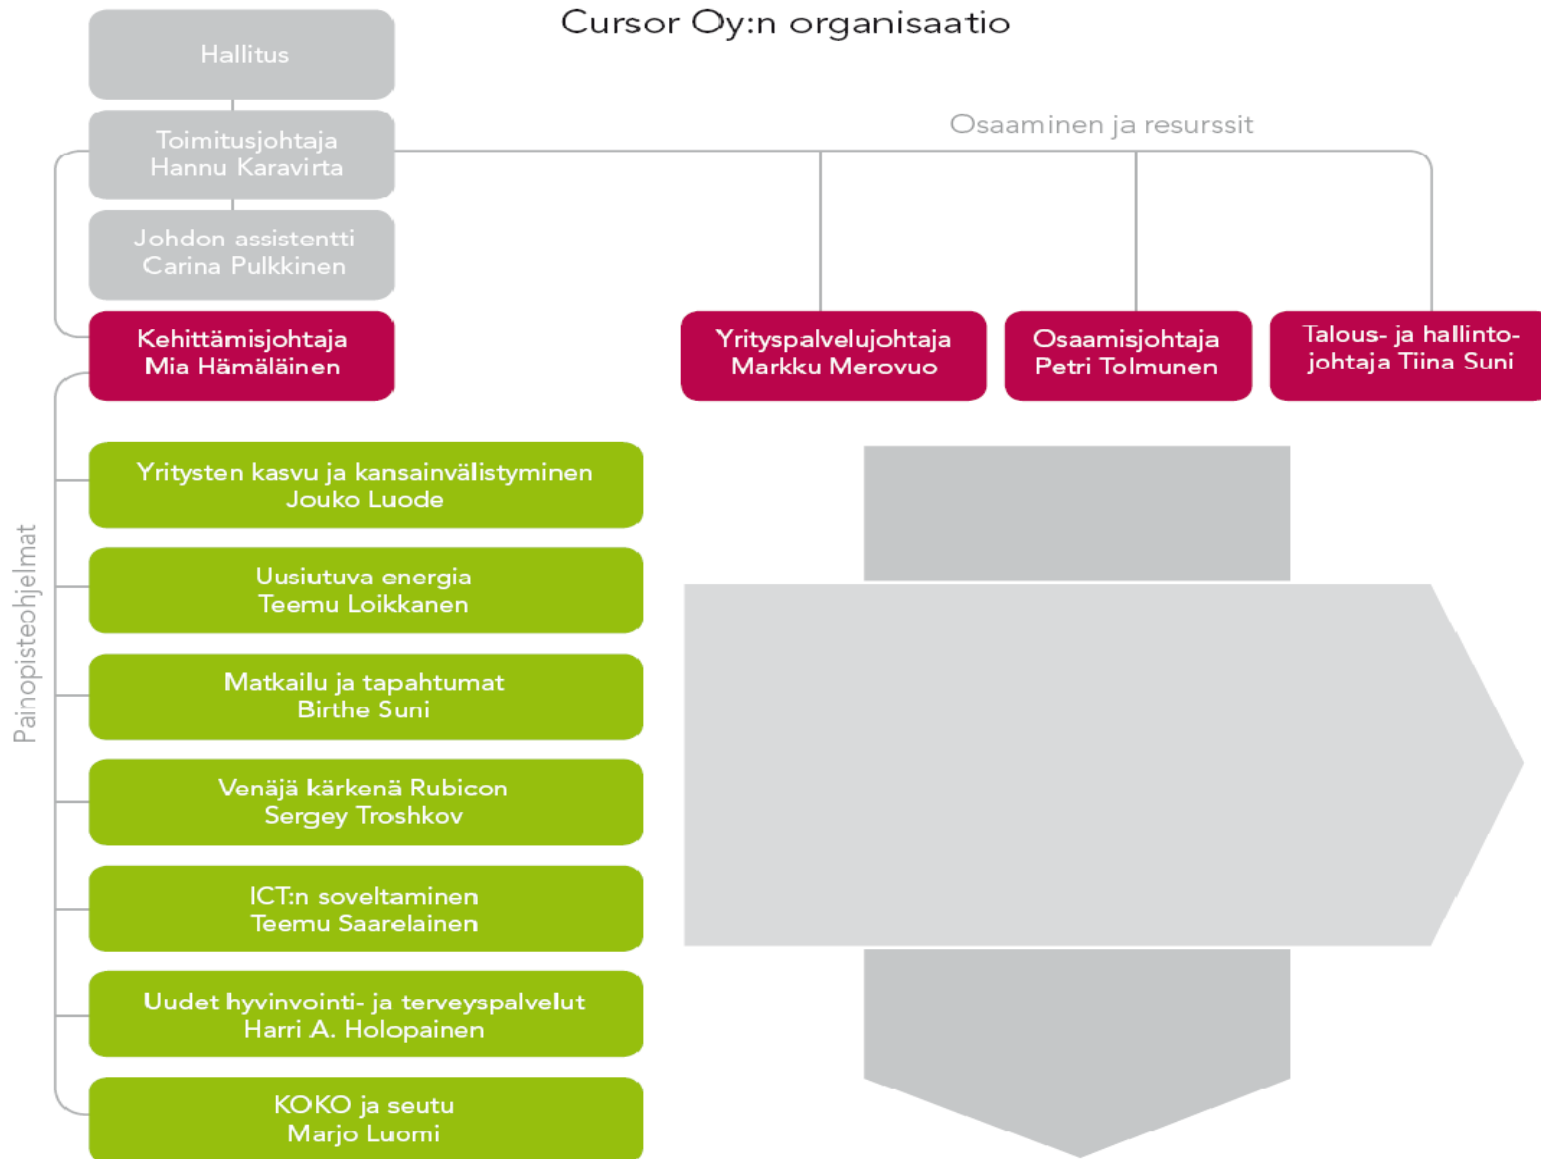 Cursor Oy:n organisaatio
Hallitus
Toimitusjohtaja
Hannu Karavirta
Osaaminen ja resurssit
Johdon assistentti
Carina Pulkkinen
Kehittämisjohtaja
Mia Hämäläinen
Yrityspalvelujohtaja
Markku Merovuo
Osaamisjohtaja
Petri Tolmunen
Talous- ja hallinto-
johtaja Tiina Suni
Painopisteohjelmat
Yritysten kasvu ja kansainvälistyminen
Jouko Luode
Uusiutuva energia
Teemu Loikkanen
Matkailu ja tapahtumat
Birthe Suni
Venäjä kärkenä Rubicon
Sergey Troshkov
ICT:n soveltaminen
Teemu Saarelainen
Uudet hyvinvointi- ja terveyspalvelut
Harri A. Holopainen
KOKO ja seutu
Marjo Luomi